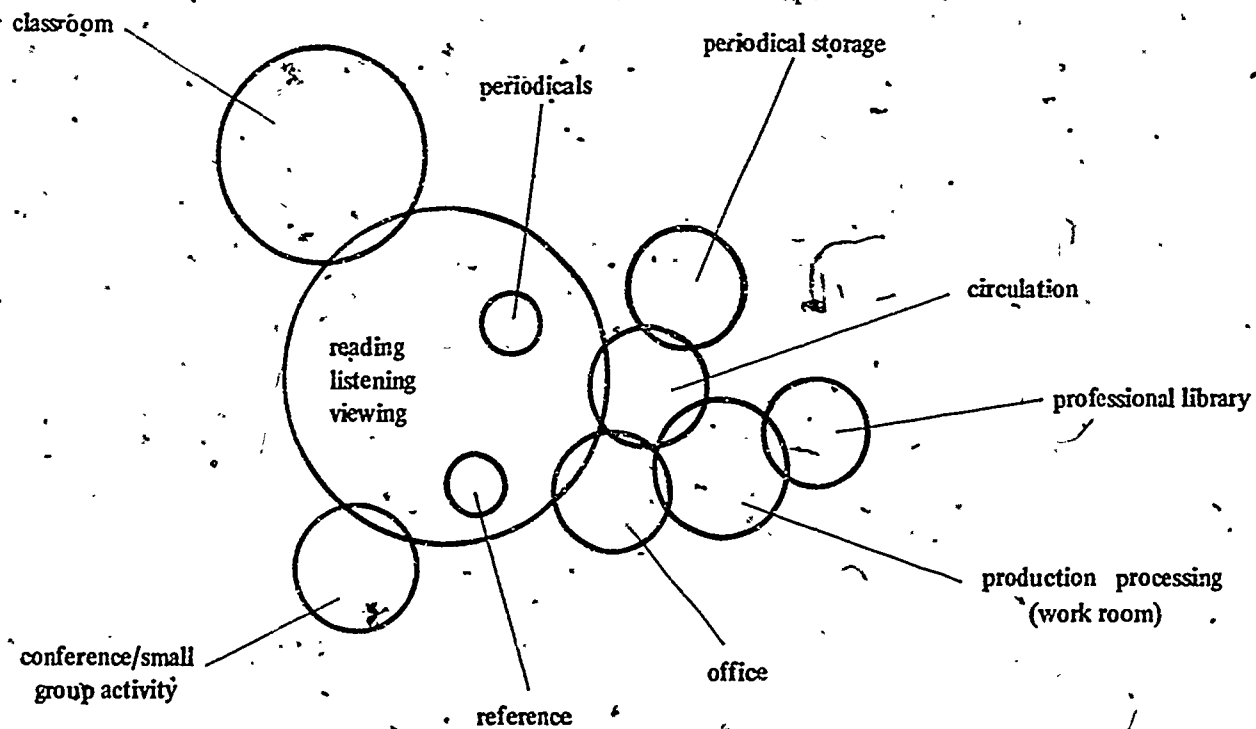 classroom
periodical storage
periodicals
circulation
reading
listening
viewing
professional library
production processing
(work room)
conference/small
group activity
office
reference